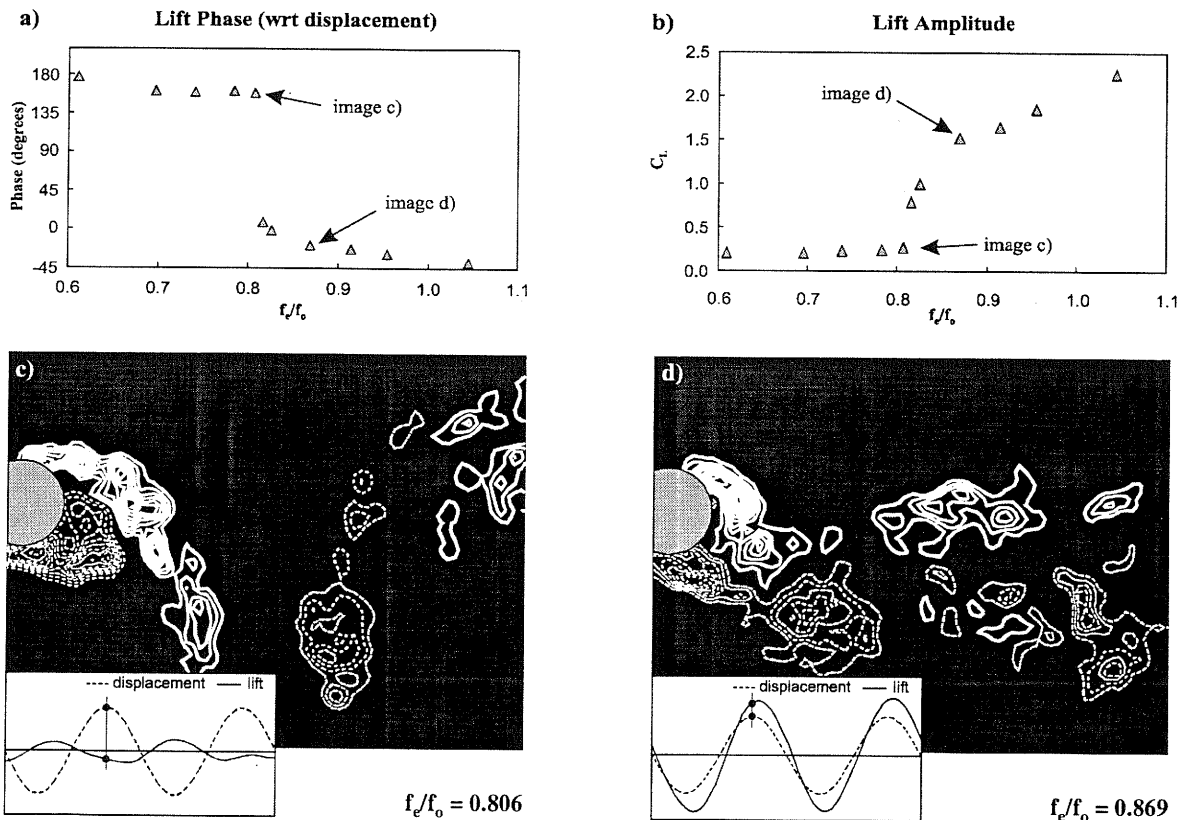 a) Lift Phase (wrt displacement)
180
135
90
45
0
-45
Phase (degrees)
image c)
image d)
0.6 0.7 0.8 0.9 1.0 1.1
fe/fo
b) Lift Amplitude
2.5
2.0
1.5
1.0
0.5
0.0
CL
image d)
image c)
0.6 0.7 0.8 0.9 1.0 1.1
fe/fo
c)
displacement lift
fe/fo = 0.806
d)
displacement lift
fe/fo = 0.869